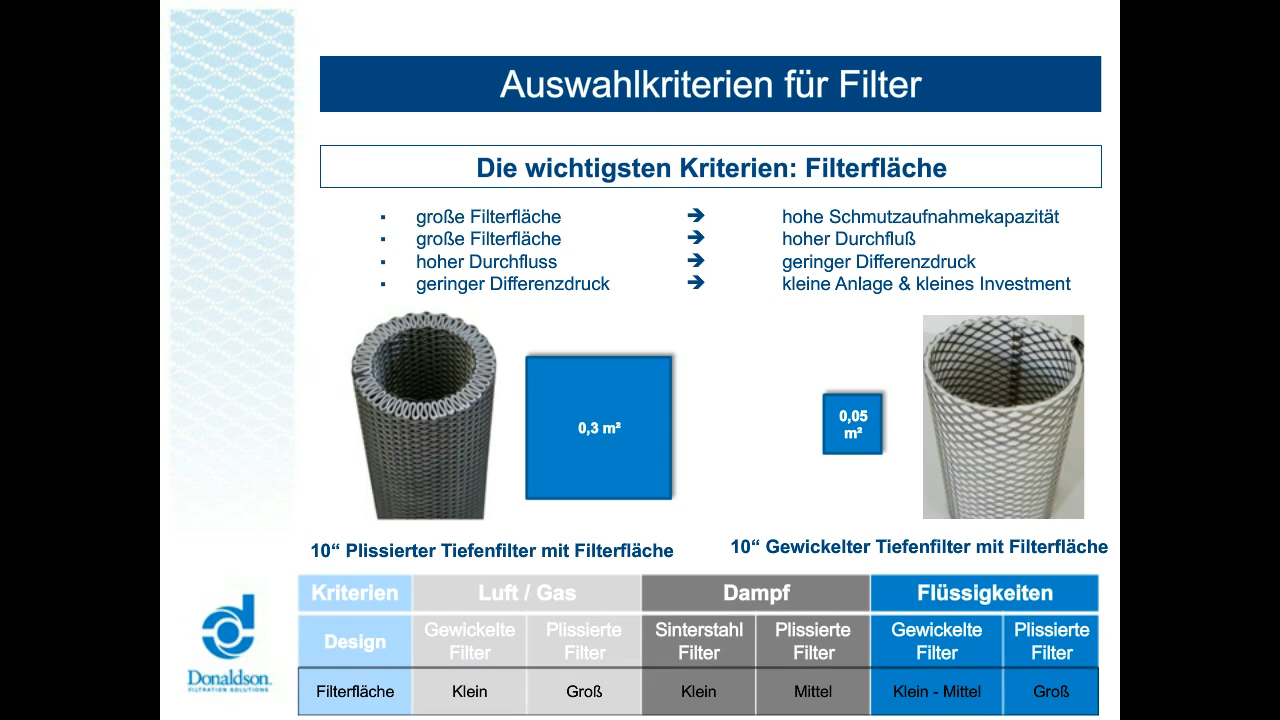 Auswahlkriterien für Filter
Die wichtigsten Kriterien: Filterfläche
▪ große Filterfläche ➔ hohe Schmutzaufnahmekapazität
▪ große Filterfläche ➔ hoher Durchfluß
▪ hoher Durchfluss ➔ geringer Differenzdruck
▪ geringer Differenzdruck ➔ kleine Anlage & kleines Investment
0,3 m²
0,05
m²
10“ Plissierter Tiefenfilter mit Filterfläche
10“ Gewickelter Tiefenfilter mit Filterfläche
Kriterien Luft / Gas Dampf Flüssigkeiten
Design
Gewickelte Filter
Plissierte Filter
Sinterstahl Filter
Plissierte Filter
Gewickelte Filter
Plissierte Filter
Filterfläche Klein Groß Klein Mittel Klein - Mittel Groß
Donaldson.
FILTRATION SOLUTIONS